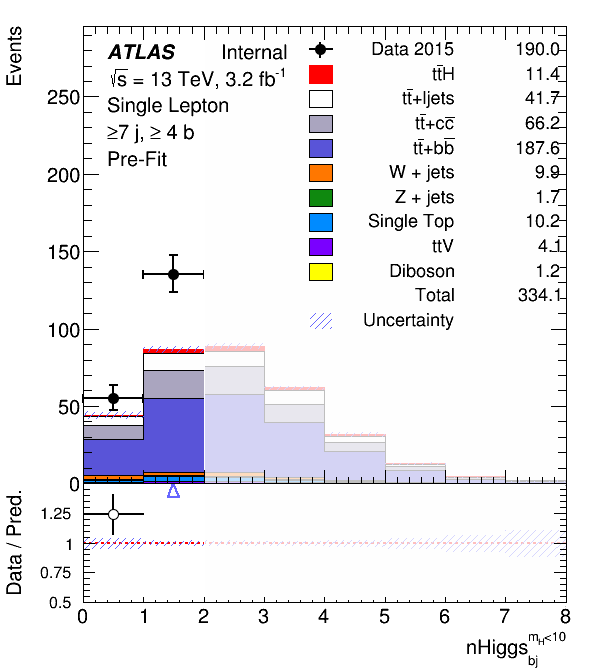 Events
ATLAS Internal
√s = 13 TeV, 3.2 fb⁻¹
Single Lepton
≥7 j, ≥ 4 b
Pre-Fit
Data 2015 190.0
tt̄H 11.4
tt̄+ljets 41.7
tt̄+cc̄ 66.2
tt̄+bb̄ 187.6
W + jets 9.9
Z + jets 1.7
Single Top 10.2
ttV 4.1
Diboson 1.2
Total 334.1
Uncertainty
250
200
150
100
50
0
Data / Pred.
1.25
1
0.75
0.5
0 1 2 3 4 5 6 7 8
nHiggs_bj^{m_H<10}